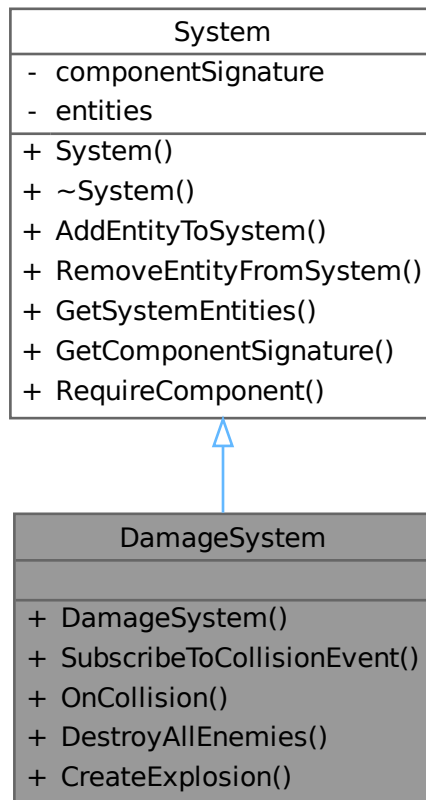 System
- componentSignature
- entities
+ System()
+ ~System()
+ AddEntityToSystem()
+ RemoveEntityFromSystem()
+ GetSystemEntities()
+ GetComponentSignature()
+ RequireComponent()
DamageSystem
+ DamageSystem()
+ SubscribeToCollisionEvent()
+ OnCollision()
+ DestroyAllEnemies()
+ CreateExplosion()